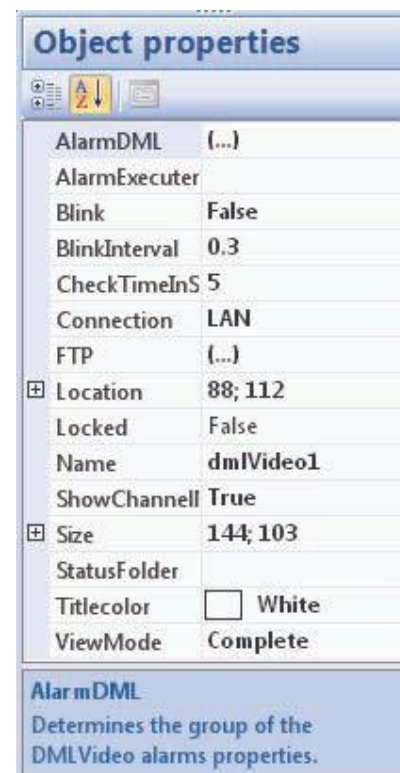 Object properties
AlarmDML (...)
AlarmExecuter
Blink False
BlinkInterval 0.3
CheckTimeInS 5
Connection LAN
FTP (...)
Location 88; 112
Locked False
Name dmlVideo1
ShowChannell True
Size 144; 103
StatusFolder
Titlecolor White
ViewMode Complete
AlarmDML
Determines the group of the
DMLVideo alarms properties.